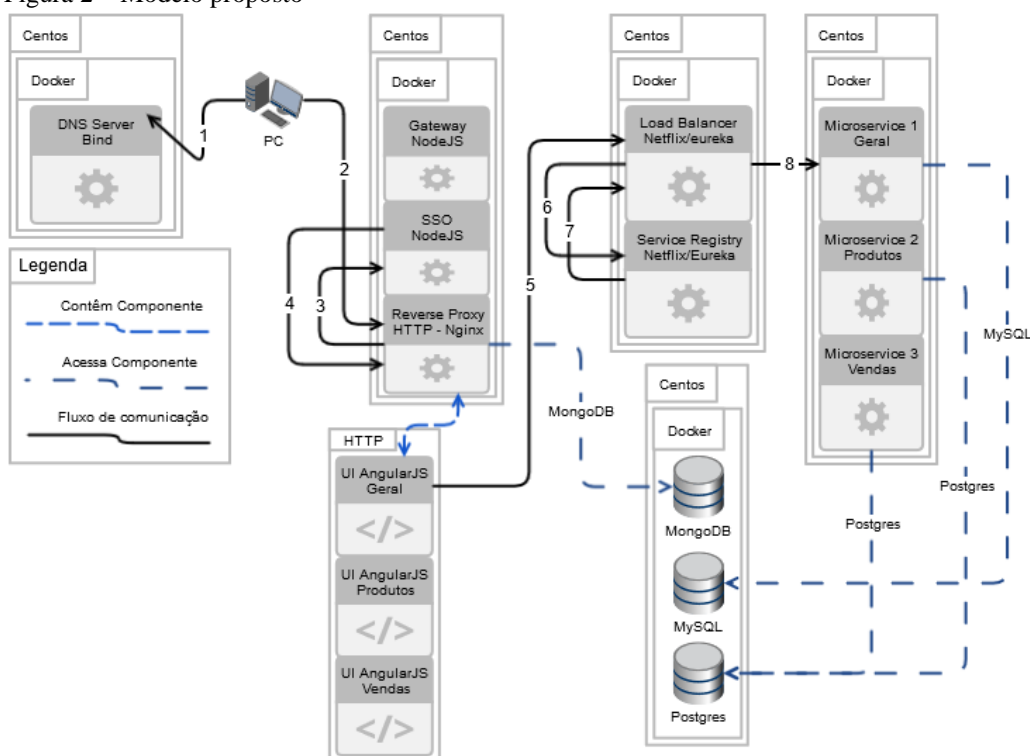 Figura 2 – Modelo proposto
Centos
Docker
DNS Server
Bind
1
PC
2
Centos
Docker
Gateway
NodeJS
SSO
NodeJS
4
3
Reverse Proxy
HTTP - Nginx
5
Centos
Docker
Load Balancer
Netflix/eureka
6
7
Service Registry
Netflix/Eureka
8
Centos
Docker
Microservice 1
Geral
Microservice 2
Produtos
Microservice 3
Vendas
MySQL
Postgres
Postgres
MongoDB
Legenda
Contêm Componente
Acessa Componente
Fluxo de comunicação
HTTP
UI AngularJS
Geral
</>
UI AngularJS
Produtos
</>
UI AngularJS
Vendas
</>
Centos
Docker
MongoDB
MySQL
Postgres